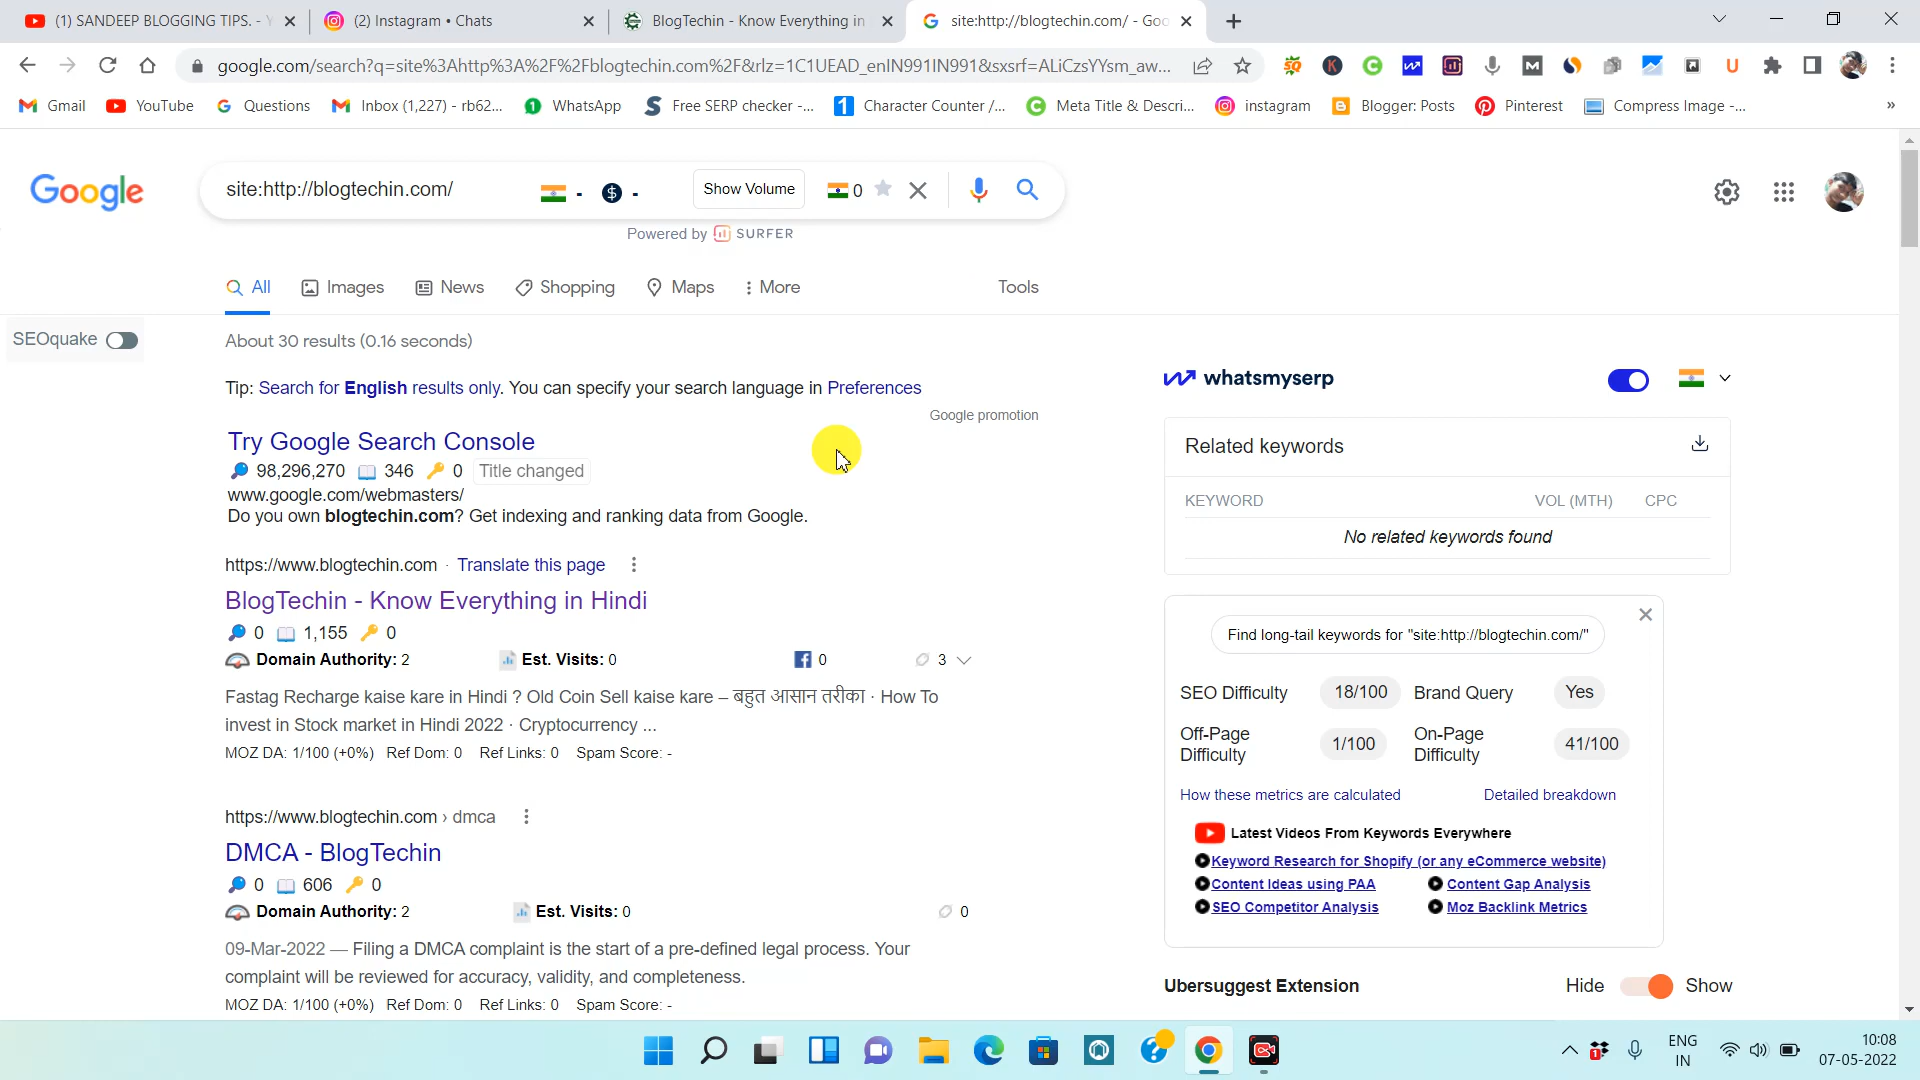 (1) SANDEEP BLOGGING TIPS. -
(2) Instagram • Chats
BlogTechin - Know Everything in
site:http://blogtechin.com/ - Goo
google.com/search?q=site%3Ahttp%3A%2F%2Fblogtechin.com%2F&rlz=1C1UEAD_enIN991IN991&sxsrf=ALiCzsYYsm_aw...
Gmail
YouTube
Questions
Inbox (1,227) - rb62...
WhatsApp
Free SERP checker -...
Character Counter /...
Meta Title & Descri...
instagram
Blogger: Posts
Pinterest
Compress Image -...
»
Google
site:http://blogtechin.com/
-
-
Show Volume
0
Powered by SURFER
All
Images
News
Shopping
Maps
More
Tools
SEOquake
About 30 results (0.16 seconds)
Tip: Search for English results only. You can specify your search language in Preferences
Google promotion
Try Google Search Console
98,296,270 346 0 Title changed
www.google.com/webmasters/
Do you own blogtechin.com? Get indexing and ranking data from Google.
https://www.blogtechin.com · Translate this page
BlogTechin - Know Everything in Hindi
0 1,155 0
Domain Authority: 2 Est. Visits: 0 0 3
Fastag Recharge kaise kare in Hindi ? Old Coin Sell kaise kare – बहुत आसान तरीका · How To
invest in Stock market in Hindi 2022 · Cryptocurrency ...
MOZ DA: 1/100 (+0%) Ref Dom: 0 Ref Links: 0 Spam Score: -
https://www.blogtechin.com › dmca
DMCA - BlogTechin
0 606 0
Domain Authority: 2 Est. Visits: 0 0
09-Mar-2022 — Filing a DMCA complaint is the start of a pre-defined legal process. Your
complaint will be reviewed for accuracy, validity, and completeness.
MOZ DA: 1/100 (+0%) Ref Dom: 0 Ref Links: 0 Spam Score: -
whatsmyserp
Related keywords
KEYWORD VOL (MTH) CPC
No related keywords found
Find long-tail keywords for "site:http://blogtechin.com/"
SEO Difficulty 18/100 Brand Query Yes
Off-Page Difficulty 1/100 On-Page Difficulty 41/100
How these metrics are calculated Detailed breakdown
Latest Videos From Keywords Everywhere
Keyword Research for Shopify (or any eCommerce website)
Content Ideas using PAA Content Gap Analysis
SEO Competitor Analysis Moz Backlink Metrics
Ubersuggest Extension Hide Show
ENG
IN
10:08
07-05-2022